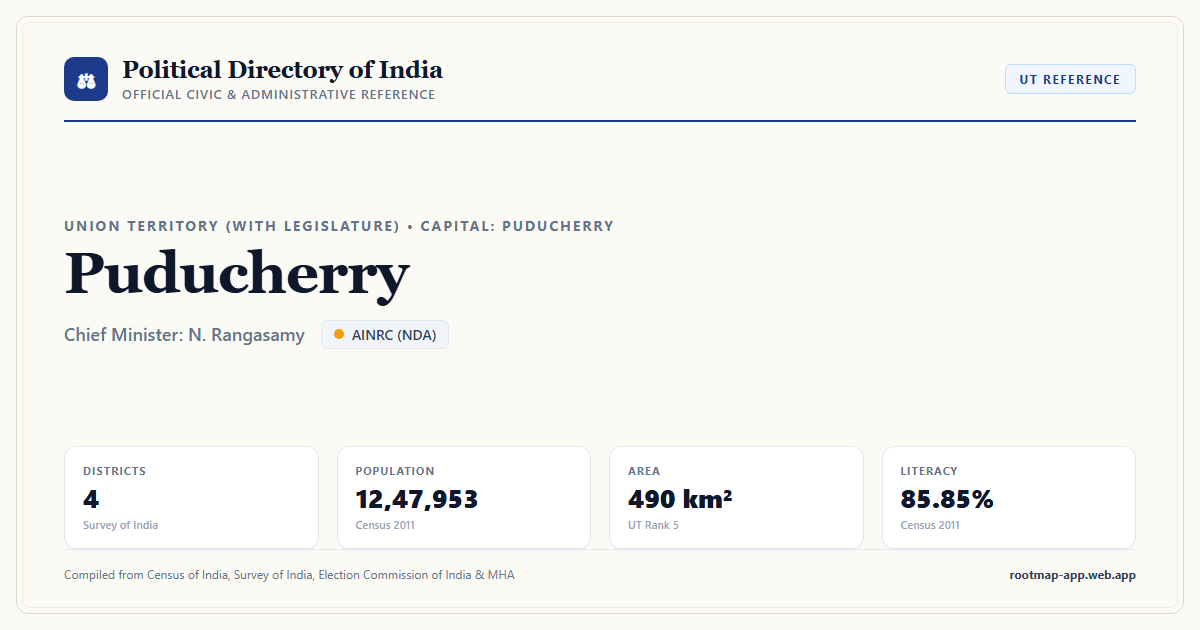 Political Directory of India
OFFICIAL CIVIC & ADMINISTRATIVE REFERENCE
UT REFERENCE
UNION TERRITORY (WITH LEGISLATURE) • CAPITAL: PUDUCHERRY
Puducherry
Chief Minister: N. Rangasamy
AINRC (NDA)
DISTRICTS
4
Survey of India
POPULATION
12,47,953
Census 2011
AREA
490 km²
UT Rank 5
LITERACY
85.85%
Census 2011
Compiled from Census of India, Survey of India, Election Commission of India & MHA
rootmap-app.web.app